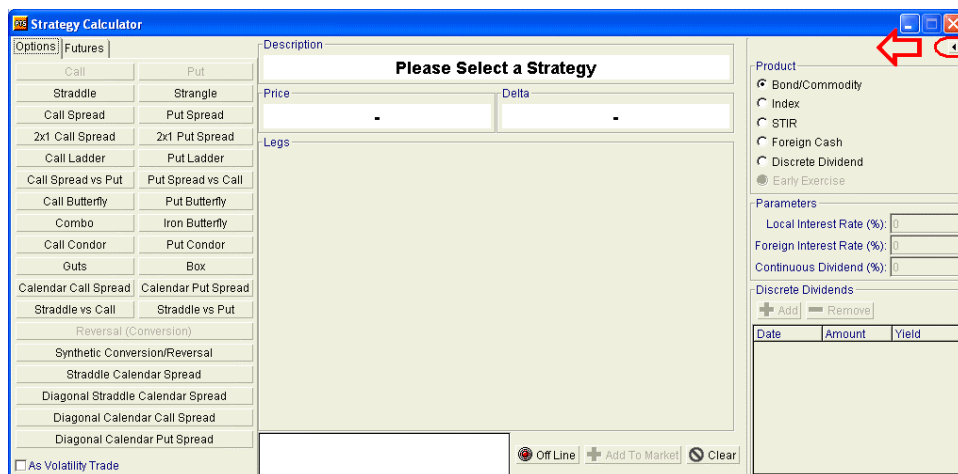 Strategy Calculator
Options Futures
Call Put
Straddle Strangle
Call Spread Put Spread
2x1 Call Spread 2x1 Put Spread
Call Ladder Put Ladder
Call Spread vs Put Put Spread vs Call
Call Butterfly Put Butterfly
Combo Iron Butterfly
Call Condor Put Condor
Guts Box
Calendar Call Spread Calendar Put Spread
Straddle vs Call Straddle vs Put
Reversal (Conversion)
Synthetic Conversion/Reversal
Straddle Calendar Spread
Diagonal Straddle Calendar Spread
Diagonal Calendar Call Spread
Diagonal Calendar Put Spread
As Volatility Trade
Description
Please Select a Strategy
Price Delta
- -
Legs
Off Line Add To Market Clear
Product
Bond/Commodity
Index
STIR
Foreign Cash
Discrete Dividend
Early Exercise
Parameters
Local Interest Rate (%): 0
Foreign Interest Rate (%): 0
Continuous Dividend (%): 0
Discrete Dividends
Add Remove
Date Amount Yield